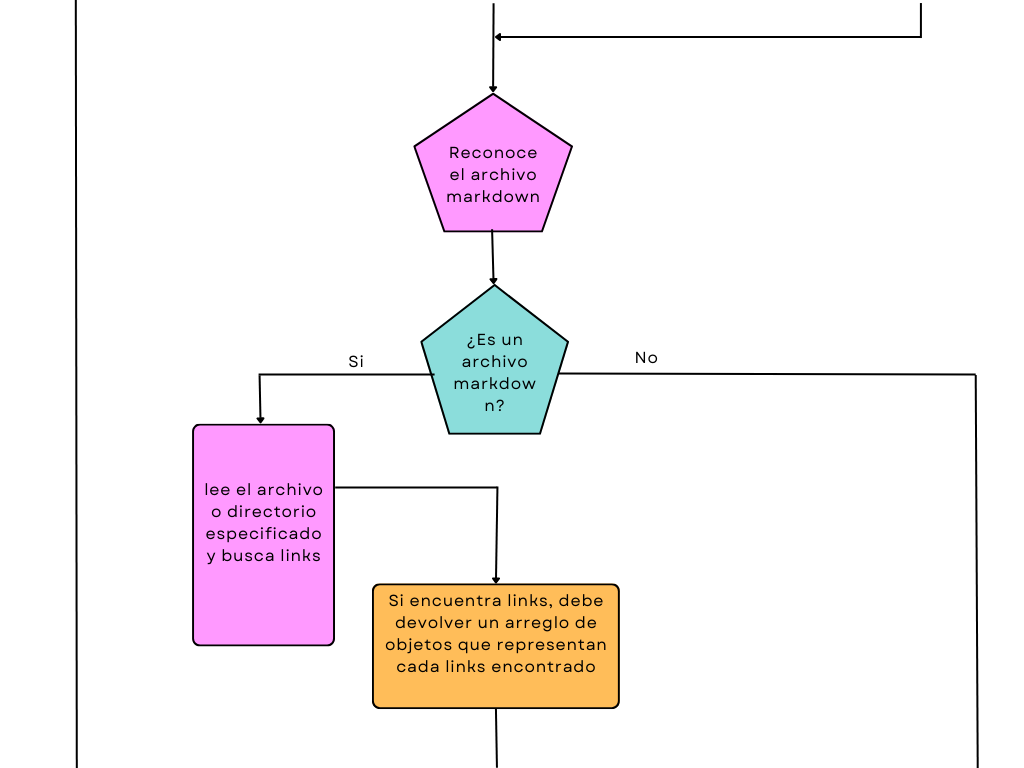 Reconoce
el archivo
markdown
¿Es un
archivo
markdow
n?
Si
No
lee el archivo
o directorio
especificado
y busca links
Si encuentra links, debe
devolver un arreglo de
objetos que representan
cada links encontrado